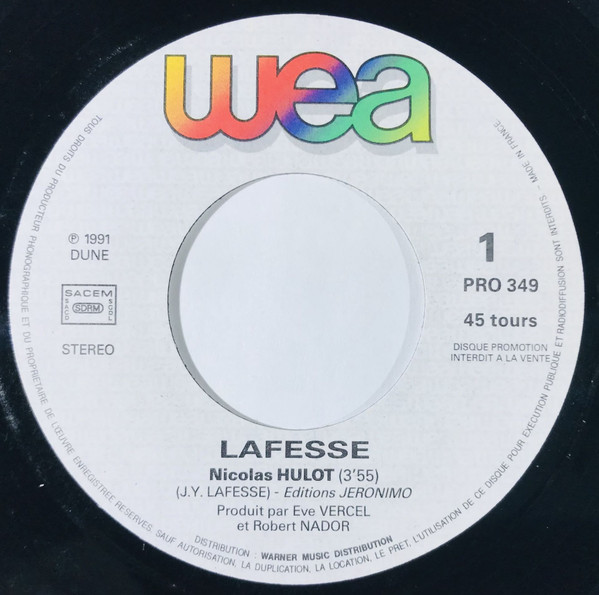 wea
TOUS DROITS DU PRODUCTEUR PHONOGRAPHIQUE ET DU PROPRIETAIRE DE L'ŒUVRE ENREGISTREE RESERVES. SAUF AUTORISATION, LA DUPLICATION, LA LOCATION, LE PRET, L'UTILISATION DE CE DISQUE POUR EXECUTION PUBLIQUE ET RADIODIFFUSION SONT INTERDITS - MADE IN FRANCE.
℗ 1991
DUNE
SACEM
SACD SDRM SCDL
STEREO
1
PRO 349
45 tours
DISQUE PROMOTION
INTERDIT A LA VENTE
LAFESSE
Nicolas HULOT (3'55)
(J.Y. LAFESSE) - Editions JERONIMO
Produit par Eve VERCEL
et Robert NADOR
DISTRIBUTION : WARNER MUSIC DISTRIBUTION